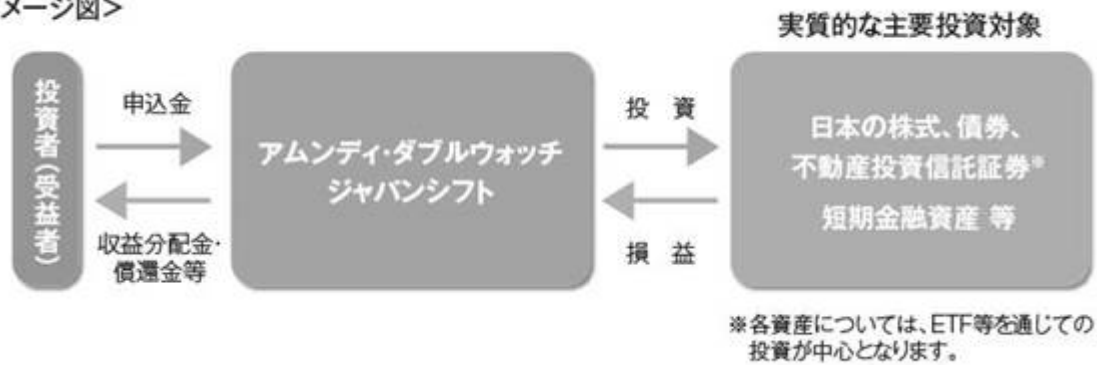 メージ図>
実質的な主要投資対象
投資者(受益者)
申込金
収益分配金・
償還金等
アムンディ・ダブルウォッチ
ジャパンシフト
投 資
損 益
日本の株式、債券、
不動産投資信託証券※
短期金融資産 等
※各資産については、ETF等を通じての
投資が中心となります。